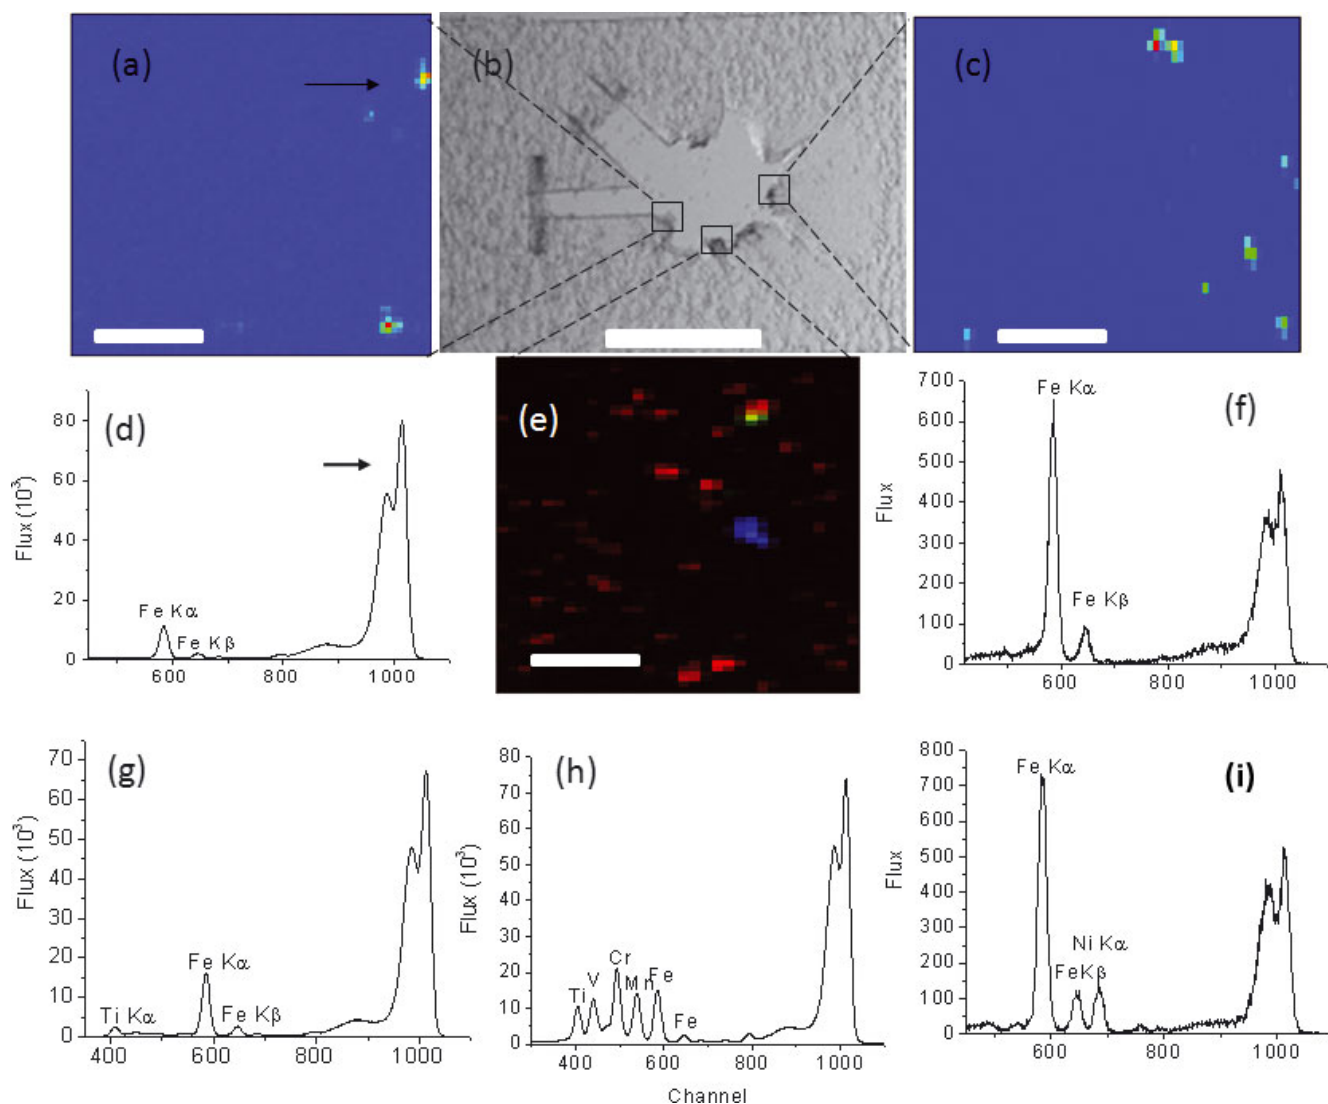 (a)
(b)
(c)
(d)
Flux (10³)
80
60
40
20
0
Fe Kα
Fe Kβ
600
800
1000
(e)
(f)
Flux
700
600
500
400
300
200
100
0
Fe Kα
Fe Kβ
600
800
1000
(g)
Flux (10³)
70
65
50
40
30
20
10
0
Ti Kα
Fe Kα
Fe Kβ
400
600
800
1000
(h)
Flux (10³)
80
70
50
40
30
20
10
0
Ti
V
Cr
Mn
Fe
Fe
400
600
800
1000
Channel
(i)
Flux
800
700
600
500
400
300
200
100
0
Fe Kα
FeKβ
Ni Kα
600
800
1000